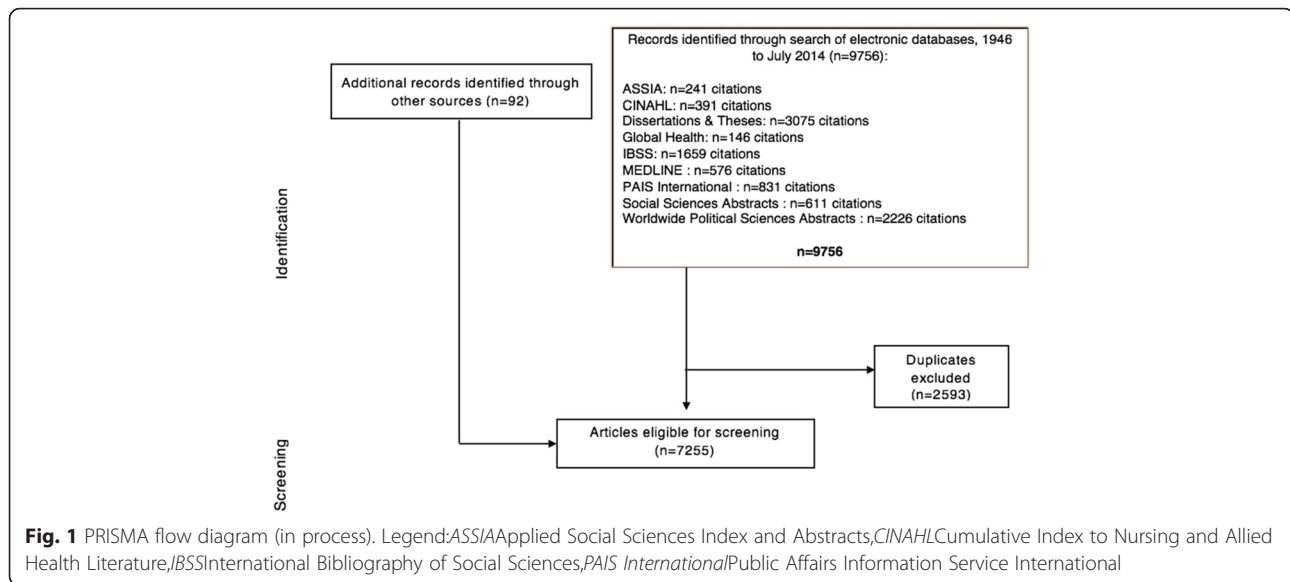 Additional records identified through
other sources (n=92)
Records identified through search of electronic databases, 1946
to July 2014 (n=9756):
ASSIA: n=241 citations
CINAHL: n=391 citations
Dissertations & Theses: n=3075 citations
Global Health: n=146 citations
IBSS: n=1659 citations
MEDLINE : n=576 citations
PAIS International : n=831 citations
Social Sciences Abstracts : n=611 citations
Worldwide Political Sciences Abstracts : n=2226 citations
n=9756
Identification
Duplicates
excluded
(n=2593)
Articles eligible for screening
(n=7255)
Screening
Fig. 1 PRISMA flow diagram (in process). Legend:ASSIAApplied Social Sciences Index and Abstracts,CINAHLCumulative Index to Nursing and Allied
Health Literature,IBSSInternational Bibliography of Social Sciences,PAIS InternationalPublic Affairs Information Service International